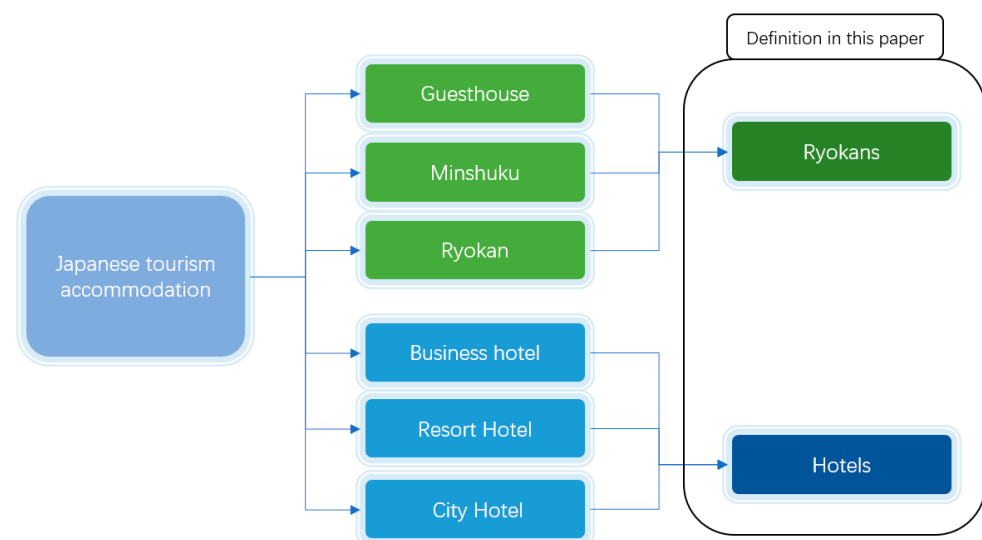 Definition in this paper
Guesthouse
Minshuku
Ryokan
Ryokans
Japanese tourism
accommodation
Business hotel
Resort Hotel
City Hotel
Hotels